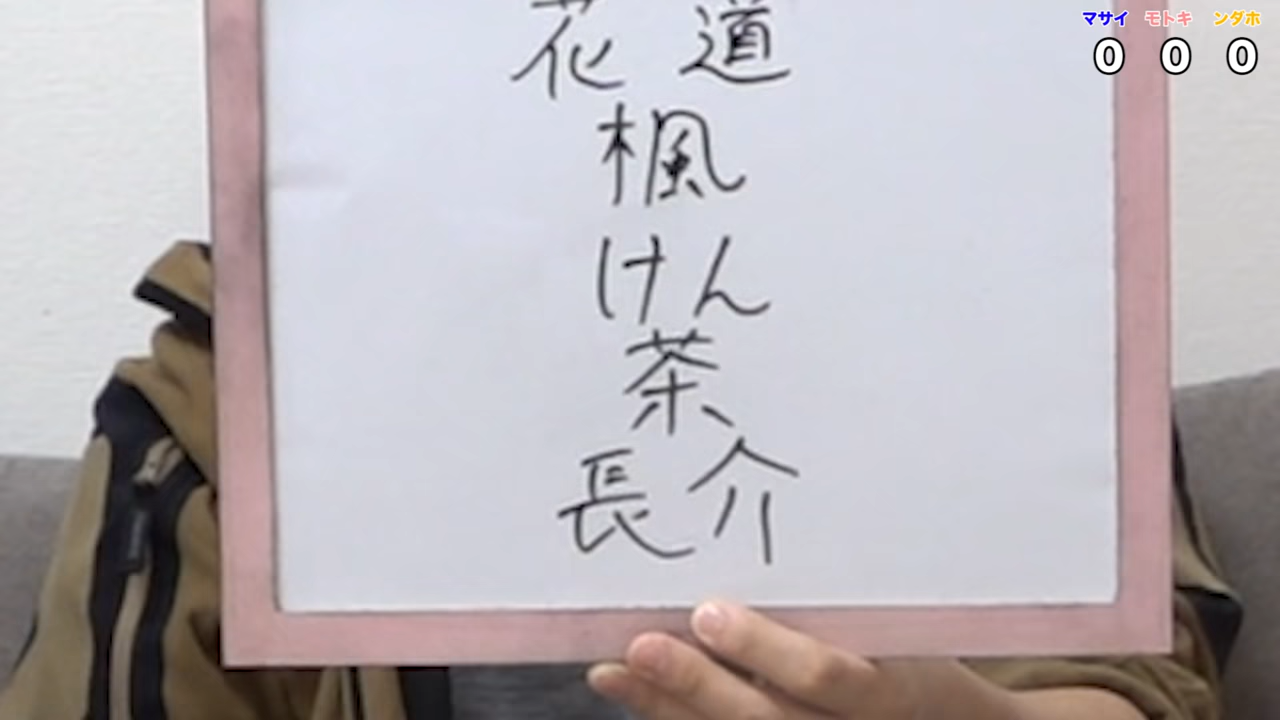 マサイ モトキ ンダホ
0 0 0
花 道
楓
けん
茶
長 介